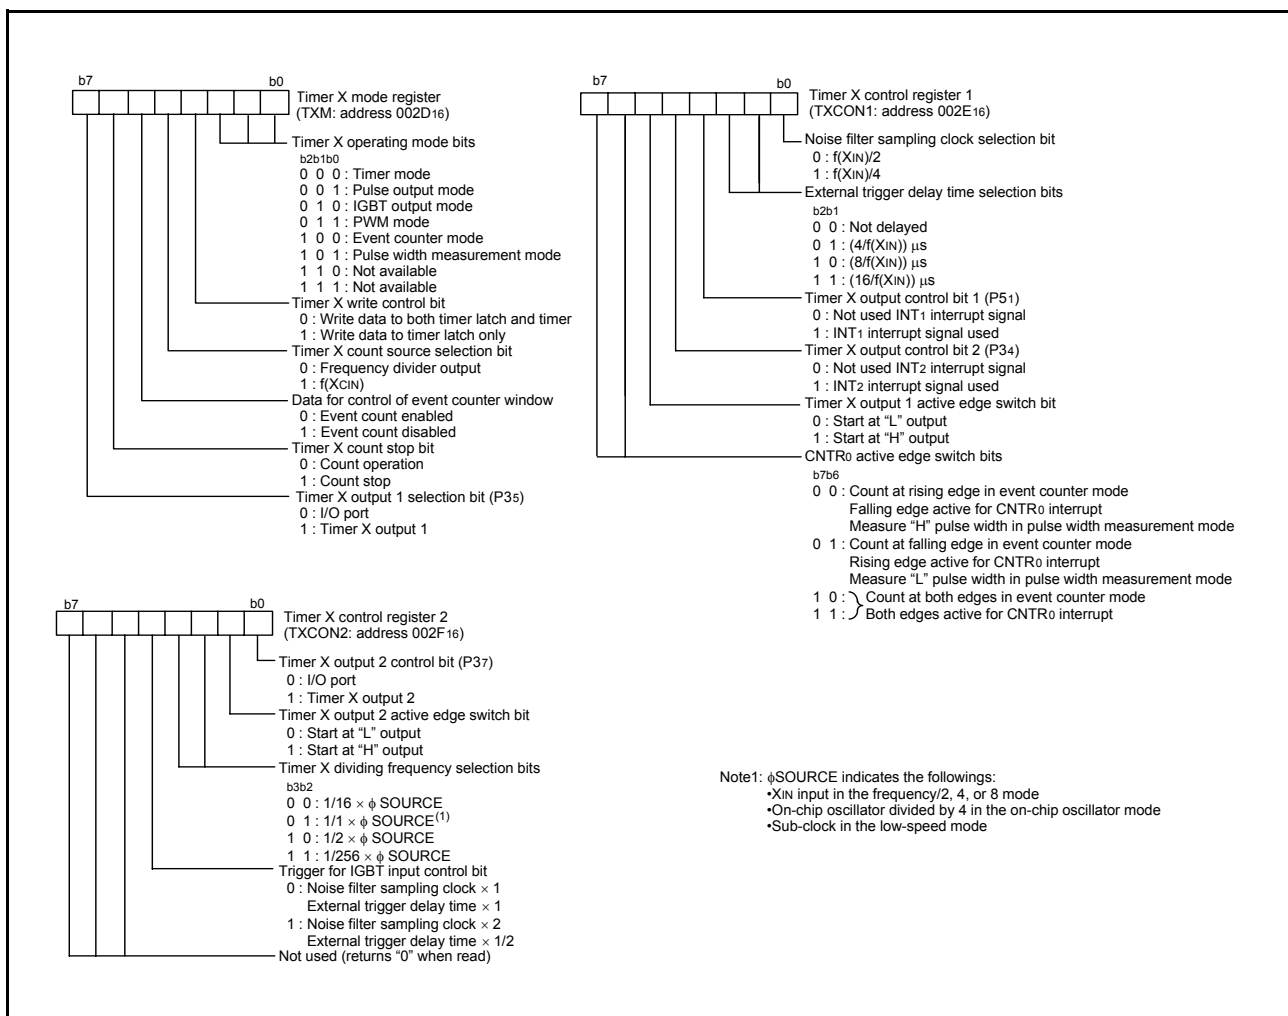 b7 b0
Timer X mode register
(TXM: address 002D16)
Timer X operating mode bits
b2b1b0
0 0 0 : Timer mode
0 0 1 : Pulse output mode
0 1 0 : IGBT output mode
0 1 1 : PWM mode
1 0 0 : Event counter mode
1 0 1 : Pulse width measurement mode
1 1 0 : Not available
1 1 1 : Not available
Timer X write control bit
0 : Write data to both timer latch and timer
1 : Write data to timer latch only
Timer X count source selection bit
0 : Frequency divider output
1 : f(XCIN)
Data for control of event counter window
0 : Event count enabled
1 : Event count disabled
Timer X count stop bit
0 : Count operation
1 : Count stop
Timer X output 1 selection bit (P35)
0 : I/O port
1 : Timer X output 1
b7 b0
Timer X control register 1
(TXCON1: address 002E16)
Noise filter sampling clock selection bit
0 : f(XIN)/2
1 : f(XIN)/4
External trigger delay time selection bits
b2b1
0 0 : Not delayed
0 1 : (4/f(XIN)) μs
1 0 : (8/f(XIN)) μs
1 1 : (16/f(XIN)) μs
Timer X output control bit 1 (P51)
0 : Not used INT1 interrupt signal
1 : INT1 interrupt signal used
Timer X output control bit 2 (P34)
0 : Not used INT2 interrupt signal
1 : INT2 interrupt signal used
Timer X output 1 active edge switch bit
0 : Start at “L” output
1 : Start at “H” output
CNTR0 active edge switch bits
b7b6
0 0 : Count at rising edge in event counter mode
Falling edge active for CNTR0 interrupt
Measure “H” pulse width in pulse width measurement mode
0 1 : Count at falling edge in event counter mode
Rising edge active for CNTR0 interrupt
Measure “L” pulse width in pulse width measurement mode
1 0 : Count at both edges in event counter mode
1 1 : Both edges active for CNTR0 interrupt
b7 b0
Timer X control register 2
(TXCON2: address 002F16)
Timer X output 2 control bit (P37)
0 : I/O port
1 : Timer X output 2
Timer X output 2 active edge switch bit
0 : Start at “L” output
1 : Start at “H” output
Timer X dividing frequency selection bits
b3b2
0 0 : 1/16 × ϕ SOURCE
0 1 : 1/1 × ϕ SOURCE(1)
1 0 : 1/2 × ϕ SOURCE
1 1 : 1/256 × ϕ SOURCE
Trigger for IGBT input control bit
0 : Noise filter sampling clock × 1
External trigger delay time × 1
1 : Noise filter sampling clock × 2
External trigger delay time × 1/2
Not used (returns “0” when read)
Note1: ϕSOURCE indicates the followings:
•XIN input in the frequency/2, 4, or 8 mode
•On-chip oscillator divided by 4 in the on-chip oscillator mode
•Sub-clock in the low-speed mode